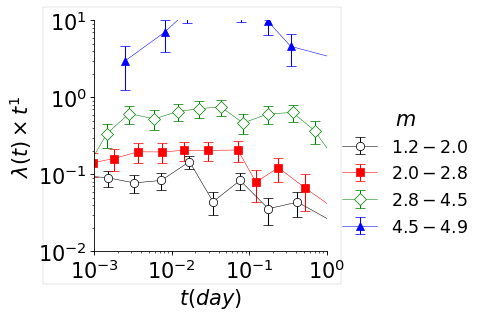 10¹
10⁰
10⁻¹
10⁻²
λ(t) × t¹
10⁻³ 10⁻² 10⁻¹ 10⁰
t(day)
m
1.2 − 2.0
2.0 − 2.8
2.8 − 4.5
4.5 − 4.9